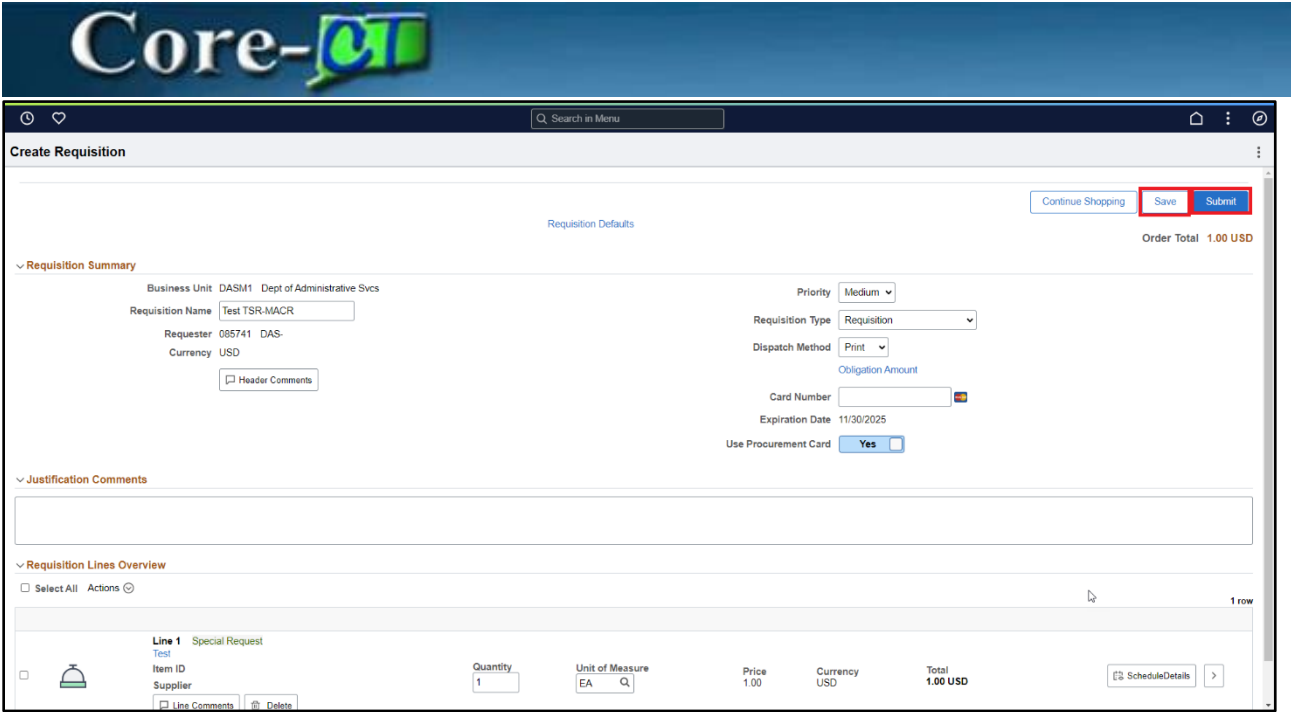 Core-CT
Search in Menu
Create Requisition
Continue Shopping
Save
Submit
Requisition Defaults
Order Total 1.00 USD
Requisition Summary
Business Unit DASM1 Dept of Administrative Svcs
Priority Medium
Requisition Name Test TSR-MACR
Requisition Type Requisition
Requester 085741 DAS-
Dispatch Method Print
Currency USD
Obligation Amount
Header Comments
Card Number
Expiration Date 11/30/2025
Use Procurement Card Yes
Justification Comments
Requisition Lines Overview
Select All Actions
1 row
Line 1 Special Request
Test
Item ID
Supplier
Quantity
1
Unit of Measure
EA
Price
1.00
Currency
USD
Total
1.00 USD
ScheduleDetails
Line Comments
Delete